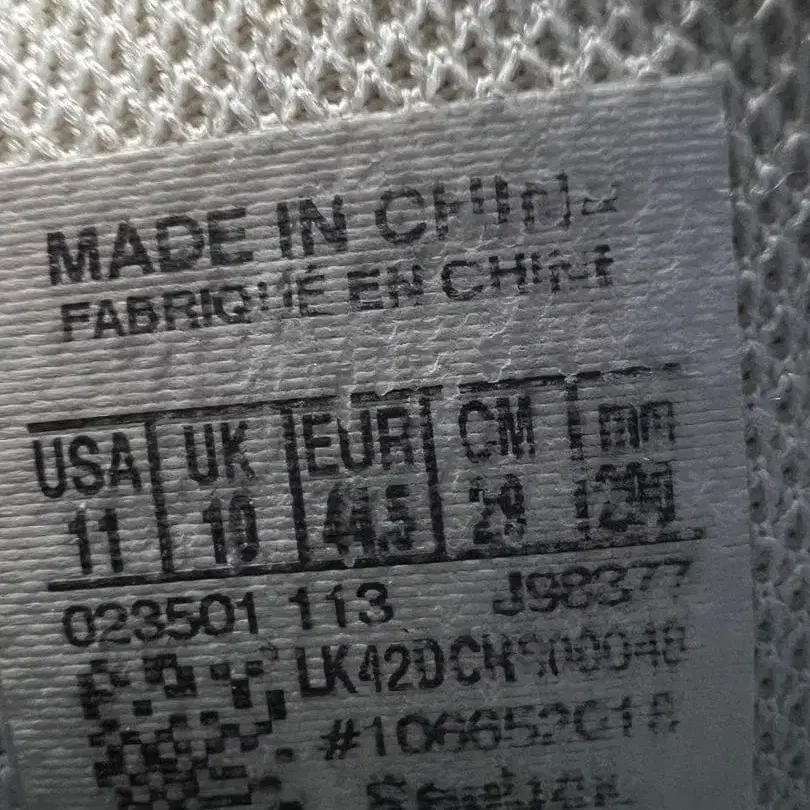 MADE IN CHINA
FABRIQUÉ EN CHINE
USA UK EUR CM mm
11 10 44.5 29 290
023501 113 J98377
LK42DCHS00048